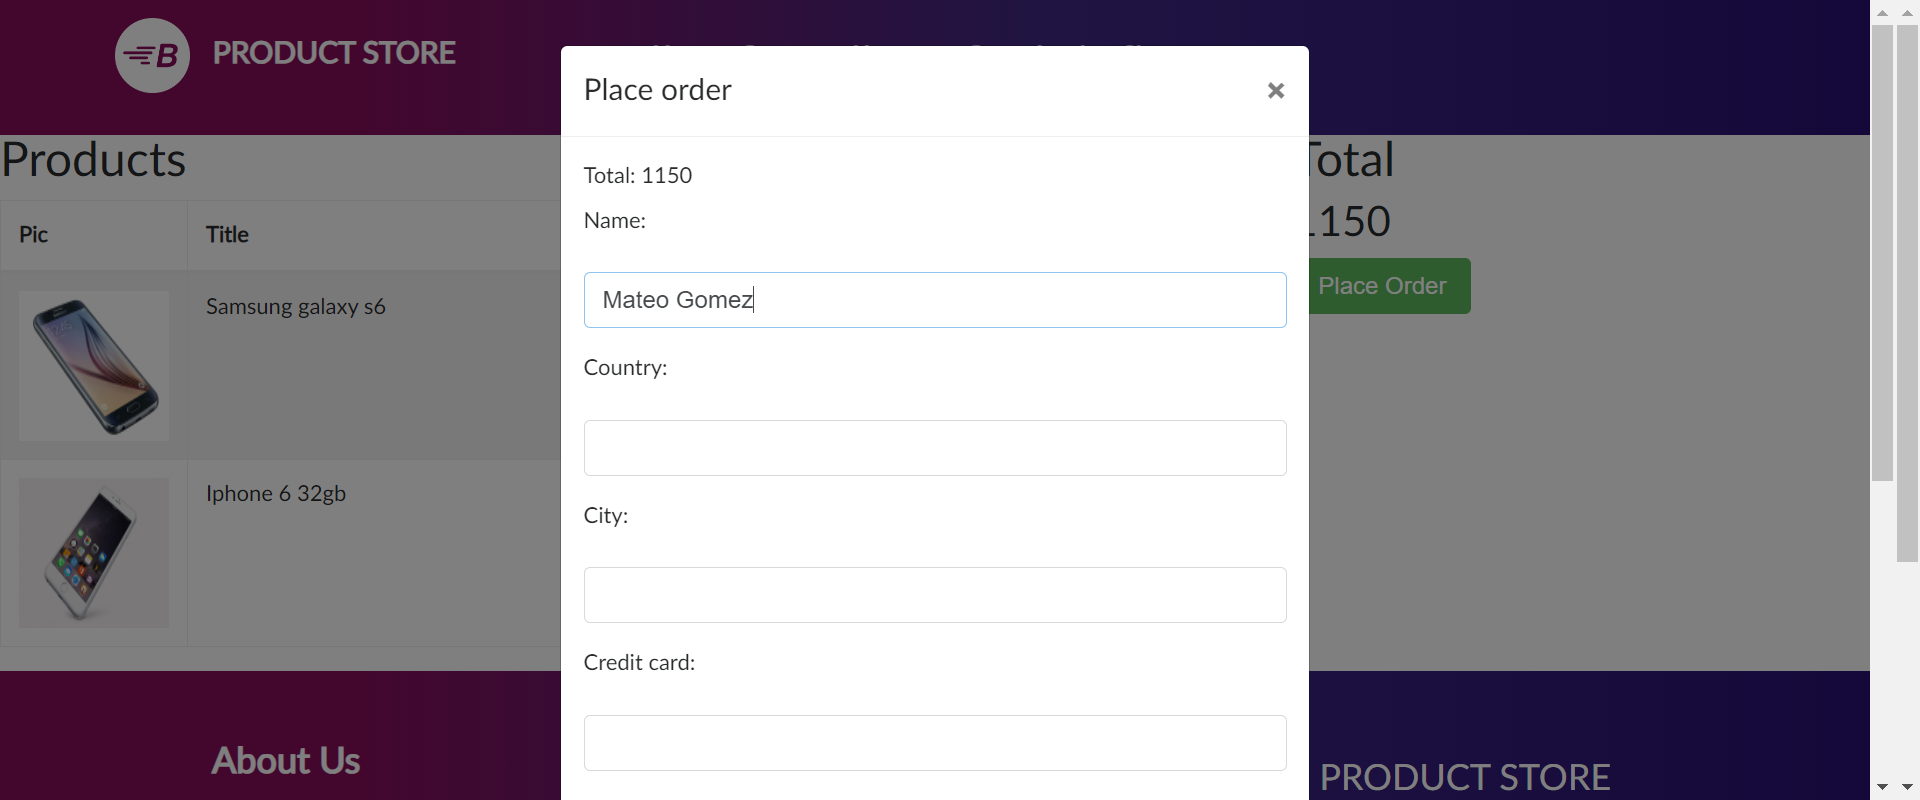 B PRODUCT STORE
Place order
×
Total: 1150
Name:
Mateo Gomez
Country:
City:
Credit card:
Products
Pic Title
Samsung galaxy s6
Iphone 6 32gb
Total
1150
Place Order
About Us
PRODUCT STORE